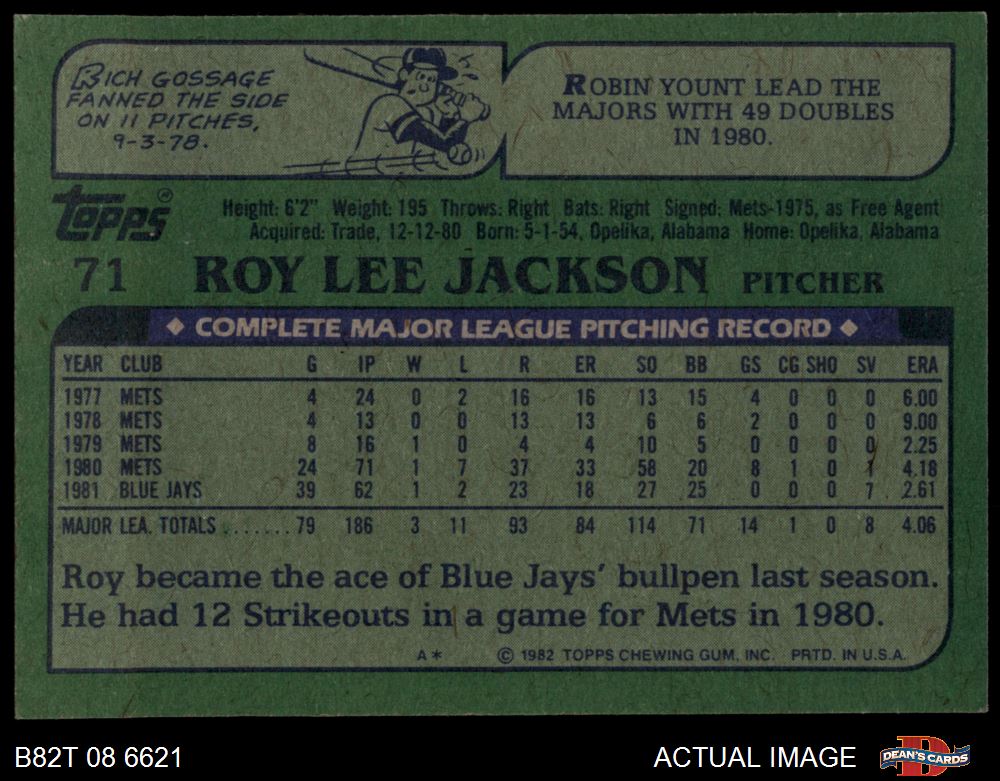 RICH GOSSAGE
FANNED THE SIDE
ON 11 PITCHES,
9-3-78.
ROBIN YOUNT LEAD THE
MAJORS WITH 49 DOUBLES
IN 1980.
topps®
Height: 6'2" Weight: 195 Throws: Right Bats: Right Signed: Mets-1975, as Free Agent
Acquired: Trade, 12-12-80 Born: 5-1-54, Opelika, Alabama Home: Opelika, Alabama
71 ROY LEE JACKSON PITCHER
◆ COMPLETE MAJOR LEAGUE PITCHING RECORD ◆
YEAR CLUB G IP W L R ER SO BB GS CG SHO SV ERA
1977 METS 4 24 0 2 16 16 13 15 4 0 0 0 6.00
1978 METS 4 13 0 0 13 13 6 6 2 0 0 0 9.00
1979 METS 8 16 1 0 4 4 10 5 0 0 0 0 2.25
1980 METS 24 71 1 7 37 33 58 20 8 1 0 1 4.18
1981 BLUE JAYS 39 62 1 2 23 18 27 25 0 0 0 7 2.61
MAJOR LEA. TOTALS ....... 79 186 3 11 93 84 114 71 14 1 0 8 4.06
Roy became the ace of Blue Jays' bullpen last season.
He had 12 Strikeouts in a game for Mets in 1980.
A* © 1982 TOPPS CHEWING GUM, INC. PRTD. IN U.S.A.
B82T 08 6621 ACTUAL IMAGE DEAN'S CARDS